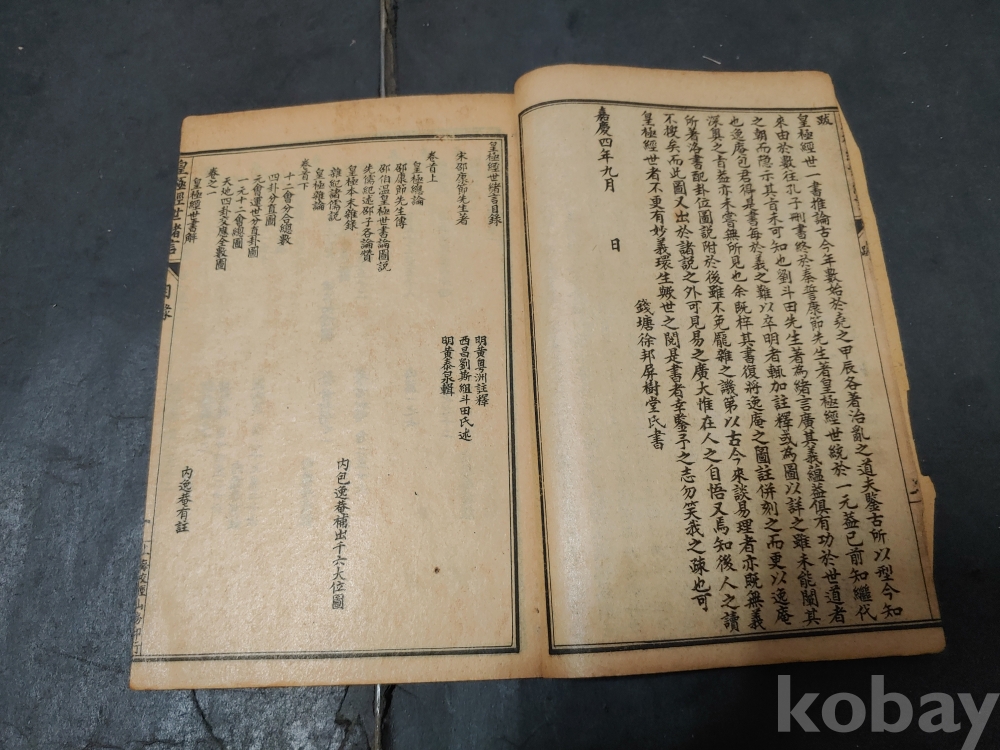 跋
皇極經世一書推論古今年數始於堯之甲辰各著治亂之道夫鑒古所以型今知
來由於數往孔子刪書終於秦誓康節先生著皇極經世統於一元蓋已前知繼代
之朝而隱示其旨未可知也劉斗田先生著為緒言廣其義蘊益俱有功於世道者
也逸庵包君得其書每於義之難以卒明者輒加註釋或為圖以詳之雖未能闡其
深奧之旨益亦未嘗無所見也余既梓其書復將逸庵之圖註併刻之而更以逸庵
所著洛書配卦位圖說附於後雖不免龐雜之譏第以古今來談易理者亦既無義
不搜矣而此圖又出於諸說之外可見易之廣大惟在人之自悟又焉知後人之讀
皇極經世者不更有妙義環生歟世之閱是書者幸鑒予之志勿笑我之疎也可
錢塘徐邦屏樹堂氏書
嘉慶四年九月 日
皇極經世緒言目錄
宋邵康節先生著
明黃粵洲註釋
西昌劉斯組斗田氏述
明黃泰泉輯
卷首上
皇極總論
邵康節先生傳
邵伯溫皇極世書論圖說
先儒紀述邵子各論贊
皇極本末雜錄
雜紀諸儒說
皇極雜論
內包逸菴補出千六大位圖
卷首下
十二會分合總數
四卦分直圖
元會運世分直卦圖
一元十二會總圖
天地四卦交應全數圖
卷之一
皇極經世書解
內逸菴有註
皇極經世緒言
目錄
kobay